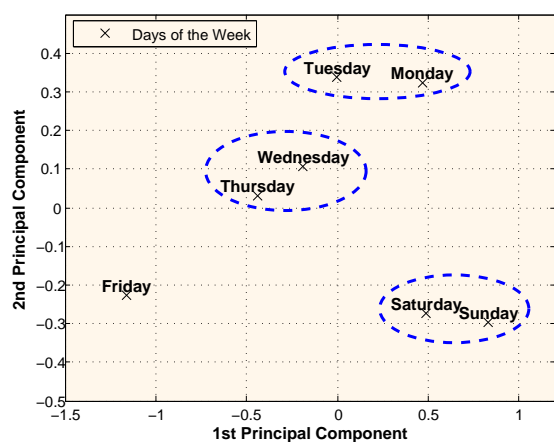 Days of the Week
0.4
0.3
0.2
0.1
0
−0.1
−0.2
−0.3
−0.4
−0.5
2nd Principal Component
Tuesday
Monday
Wednesday
Thursday
Friday
Saturday
Sunday
−1.5
−1
−0.5
0
0.5
1
1st Principal Component